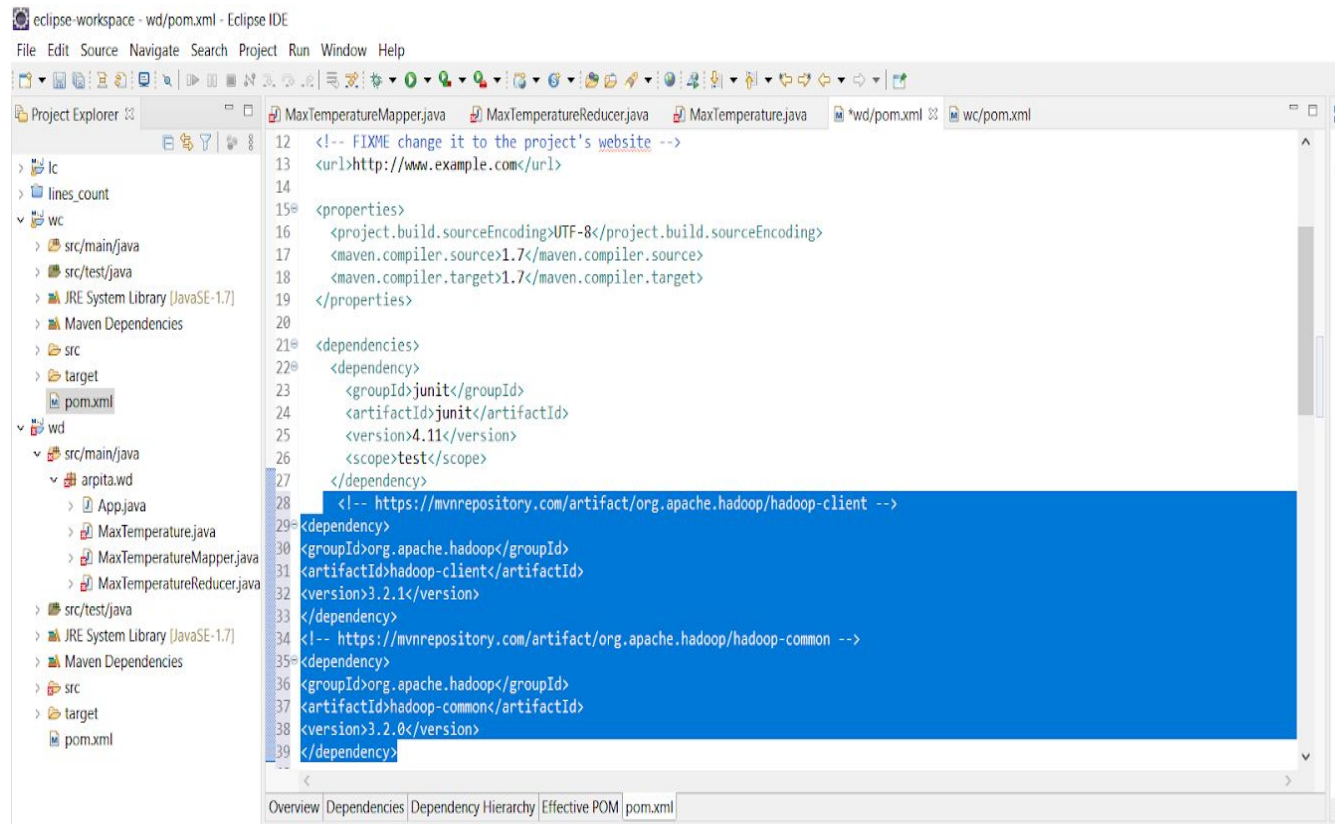 eclipse-workspace - wd/pom.xml - Eclipse IDE
File Edit Source Navigate Search Project Run Window Help
Project Explorer
MaxTemperatureMapper.java MaxTemperatureReducer.java MaxTemperature.java *wd/pom.xml wc/pom.xml
lc
lines_count
wc
src/main/java
src/test/java
JRE System Library [JavaSE-1.7]
Maven Dependencies
src
target
pom.xml
wd
src/main/java
arpita.wd
App.java
MaxTemperature.java
MaxTemperatureMapper.java
MaxTemperatureReducer.java
src/test/java
JRE System Library [JavaSE-1.7]
Maven Dependencies
src
target
pom.xml
12 <!-- FIXME change it to the project's website -->
13 <url>http://www.example.com</url>
14
15 <properties>
16 <project.build.sourceEncoding>UTF-8</project.build.sourceEncoding>
17 <maven.compiler.source>1.7</maven.compiler.source>
18 <maven.compiler.target>1.7</maven.compiler.target>
19 </properties>
20
21 <dependencies>
22 <dependency>
23 <groupId>junit</groupId>
24 <artifactId>junit</artifactId>
25 <version>4.11</version>
26 <scope>test</scope>
27 </dependency>
28 <!-- https://mvnrepository.com/artifact/org.apache.hadoop/hadoop-client -->
29 <dependency>
30 <groupId>org.apache.hadoop</groupId>
31 <artifactId>hadoop-client</artifactId>
32 <version>3.2.1</version>
33 </dependency>
34 <!-- https://mvnrepository.com/artifact/org.apache.hadoop/hadoop-common -->
35 <dependency>
36 <groupId>org.apache.hadoop</groupId>
37 <artifactId>hadoop-common</artifactId>
38 <version>3.2.0</version>
39 </dependency>
Overview Dependencies Dependency Hierarchy Effective POM pom.xml